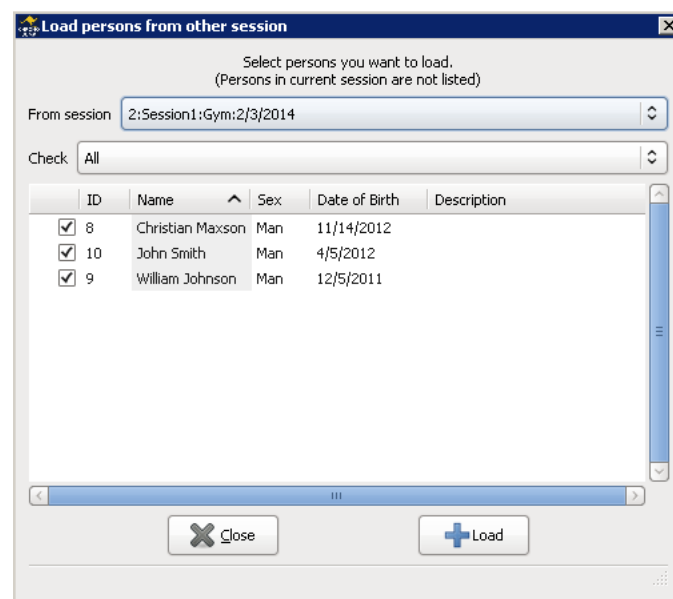 Load persons from other session
Select persons you want to load.
(Persons in current session are not listed)
From session 2:Session1:Gym:2/3/2014
Check All
ID Name Sex Date of Birth Description
8 Christian Maxson Man 11/14/2012
10 John Smith Man 4/5/2012
9 William Johnson Man 12/5/2011
Close Load